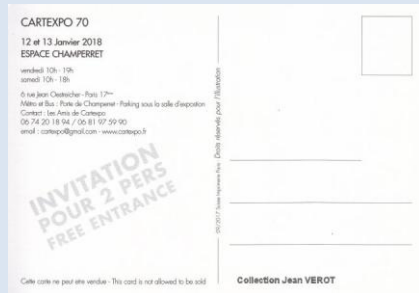 CARTEXPO 70
12 et 13 Janvier 2018
ESPACE CHAMPERRET
vendredi 10h - 19h
samedi 10h - 18h
6 rue Jean Oestreicher - Paris 17ème
Métro et Bus : Porte de Champerret - Parking sous la salle d'exposition
Contact : Les Amis de Cartexpo
06 74 20 18 94 / 06 81 97 59 90
email : cartexpo@gmail.com - www.cartexpo.fr
INVITATION
POUR 2 PERS
FREE ENTRANCE
Cette carte ne peut etre vendue - This card is not allowed to be sold
Droits réservés pour l'illustration
Collection Jean VEROT